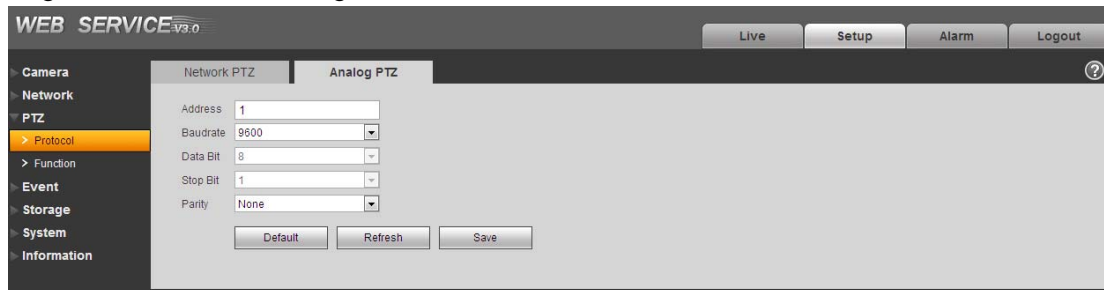 WEB SERVICE V3.0
Live Setup Alarm Logout
Camera
Network
PTZ
> Protocol
> Function
Event
Storage
System
Information
Network PTZ Analog PTZ ?
Address 1
Baudrate 9600
Data Bit 8
Stop Bit 1
Parity None
Default Refresh Save